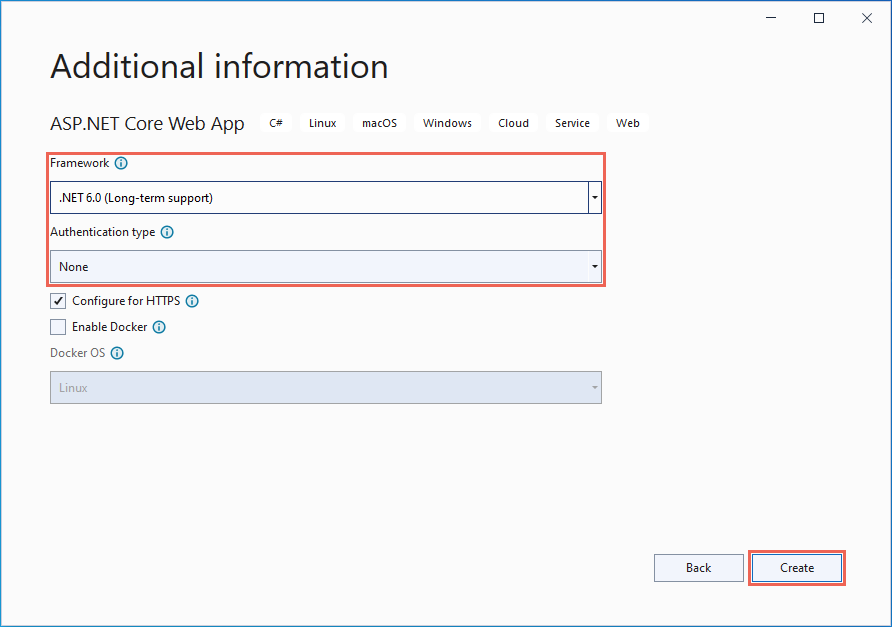 Additional information
ASP.NET Core Web App C# Linux macOS Windows Cloud Service Web
Framework
.NET 6.0 (Long-term support)
Authentication type
None
Configure for HTTPS
Enable Docker
Docker OS
Linux
Back Create